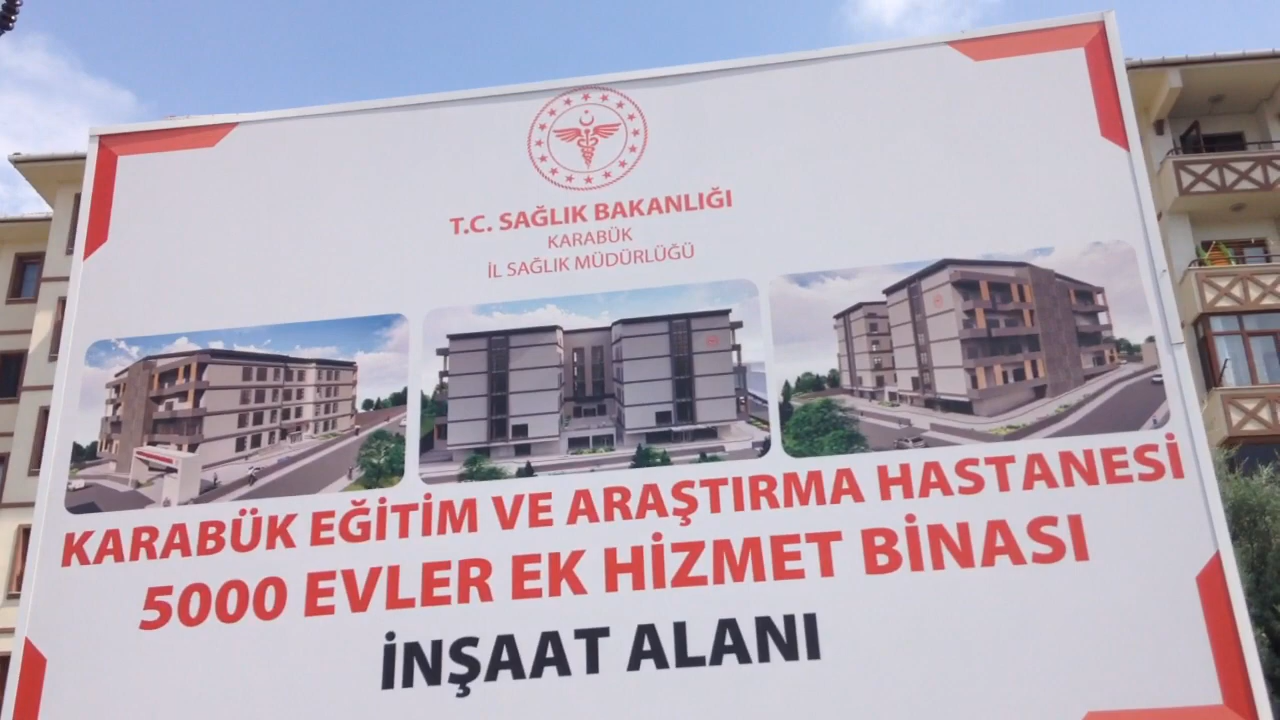 T.C. SAĞLIK BAKANLIĞI
KARABÜK
İL SAĞLIK MÜDÜRLÜĞÜ
KARABÜK EĞİTİM VE ARAŞTIRMA HASTANESİ
5000 EVLER EK HİZMET BİNASI
İNŞAAT ALANI